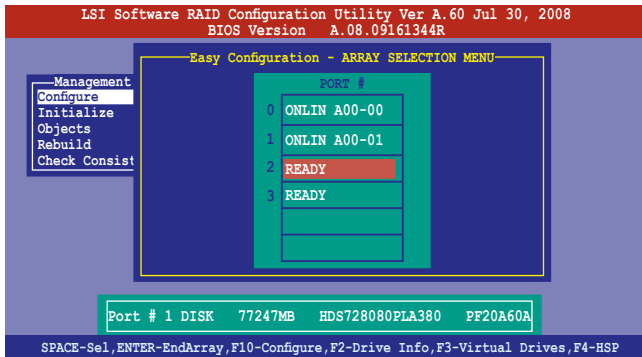 LSI Software RAID Configuration Utility Ver A.60 Jul 30, 2008
BIOS Version A.08.09161344R
Easy Configuration - ARRAY SELECTION MENU
Management
Configure
Initialize
Objects
Rebuild
Check Consist
PORT #
0 ONLIN A00-00
1 ONLIN A00-01
2 READY
3 READY
Port # 1 DISK 77247MB HDS728080PLA380 PF20A60A
SPACE-Sel,ENTER-EndArray,F10-Configure,F2-Drive Info,F3-Virtual Drives,F4-HSP